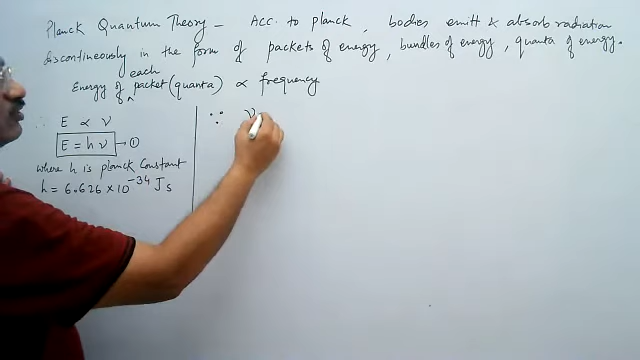 Planck Quantum Theory - Acc. to planck, bodies emitt & absorb radiation
discontineously in the form of packets of energy, bundles of energy, quanta of energy.
Energy of each packet (quanta) ∝ frequency
∴ E ∝ ν
E = hν → ①
where h is planck Constant
h = 6.626 × 10⁻³⁴ Js
∵ ν